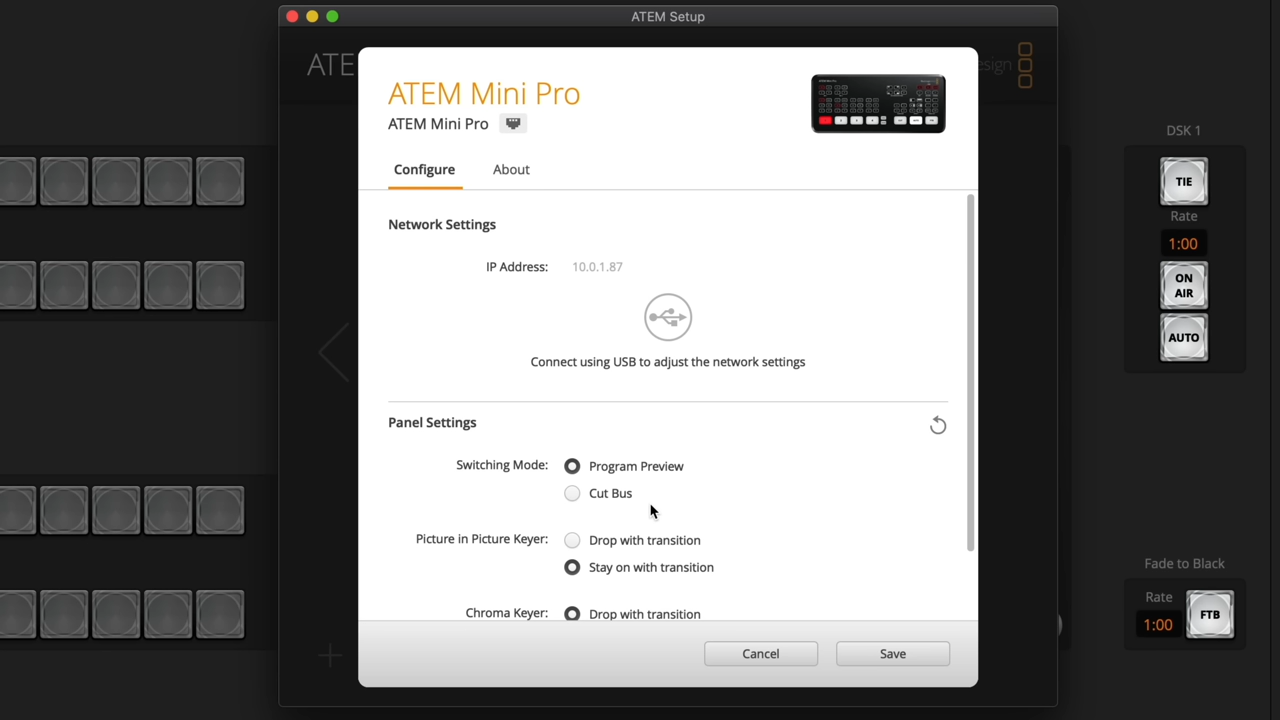 ATEM Setup
ATE
esign
ATEM Mini Pro
ATEM Mini Pro
Configure
About
Network Settings
IP Address: 10.0.1.87
Connect using USB to adjust the network settings
Panel Settings
Switching Mode: Program Preview
Cut Bus
Picture in Picture Keyer: Drop with transition
Stay on with transition
Chroma Keyer: Drop with transition
Cancel
Save
DSK 1
TIE
Rate
1:00
ON
AIR
AUTO
Fade to Black
Rate
1:00
FTB